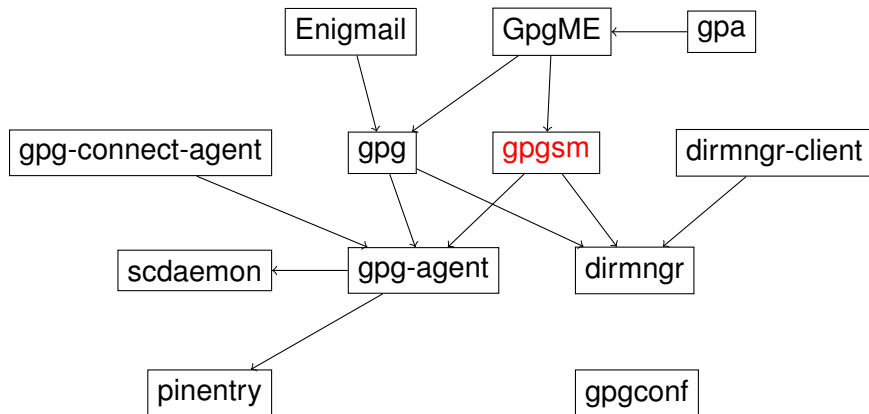 Enigmail
GpgME
gpa
gpg-connect-agent
gpg
gpgsm
dirmngr-client
scdaemon
gpg-agent
dirmngr
pinentry
gpgconf